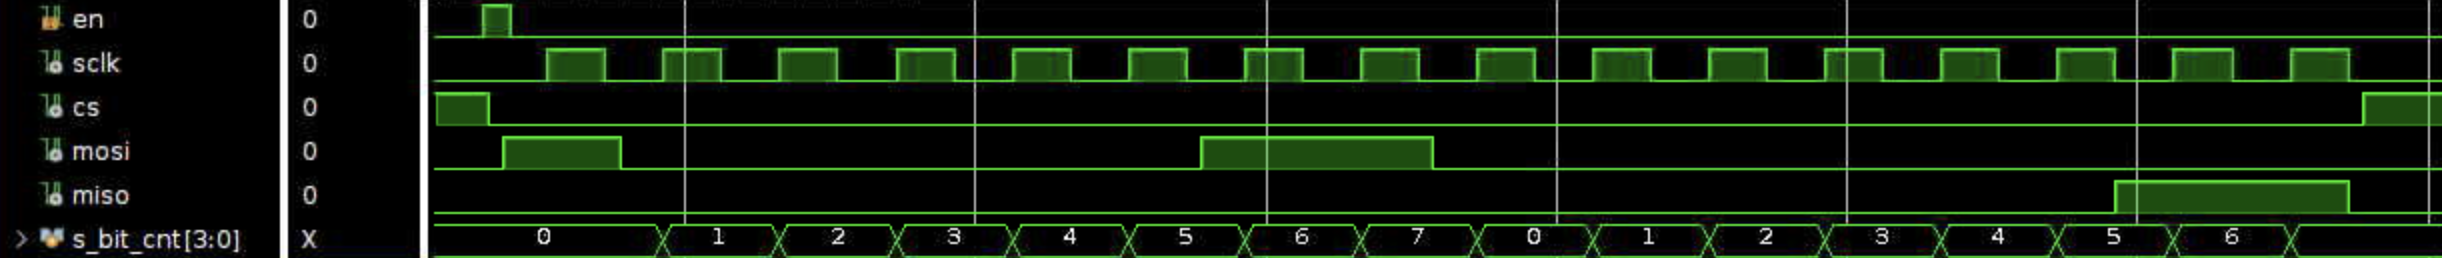 en 0
sclk 0
cs 0
mosi 0
miso 0
s_bit_cnt[3:0] X 0 1 2 3 4 5 6 7 0 1 2 3 4 5 6